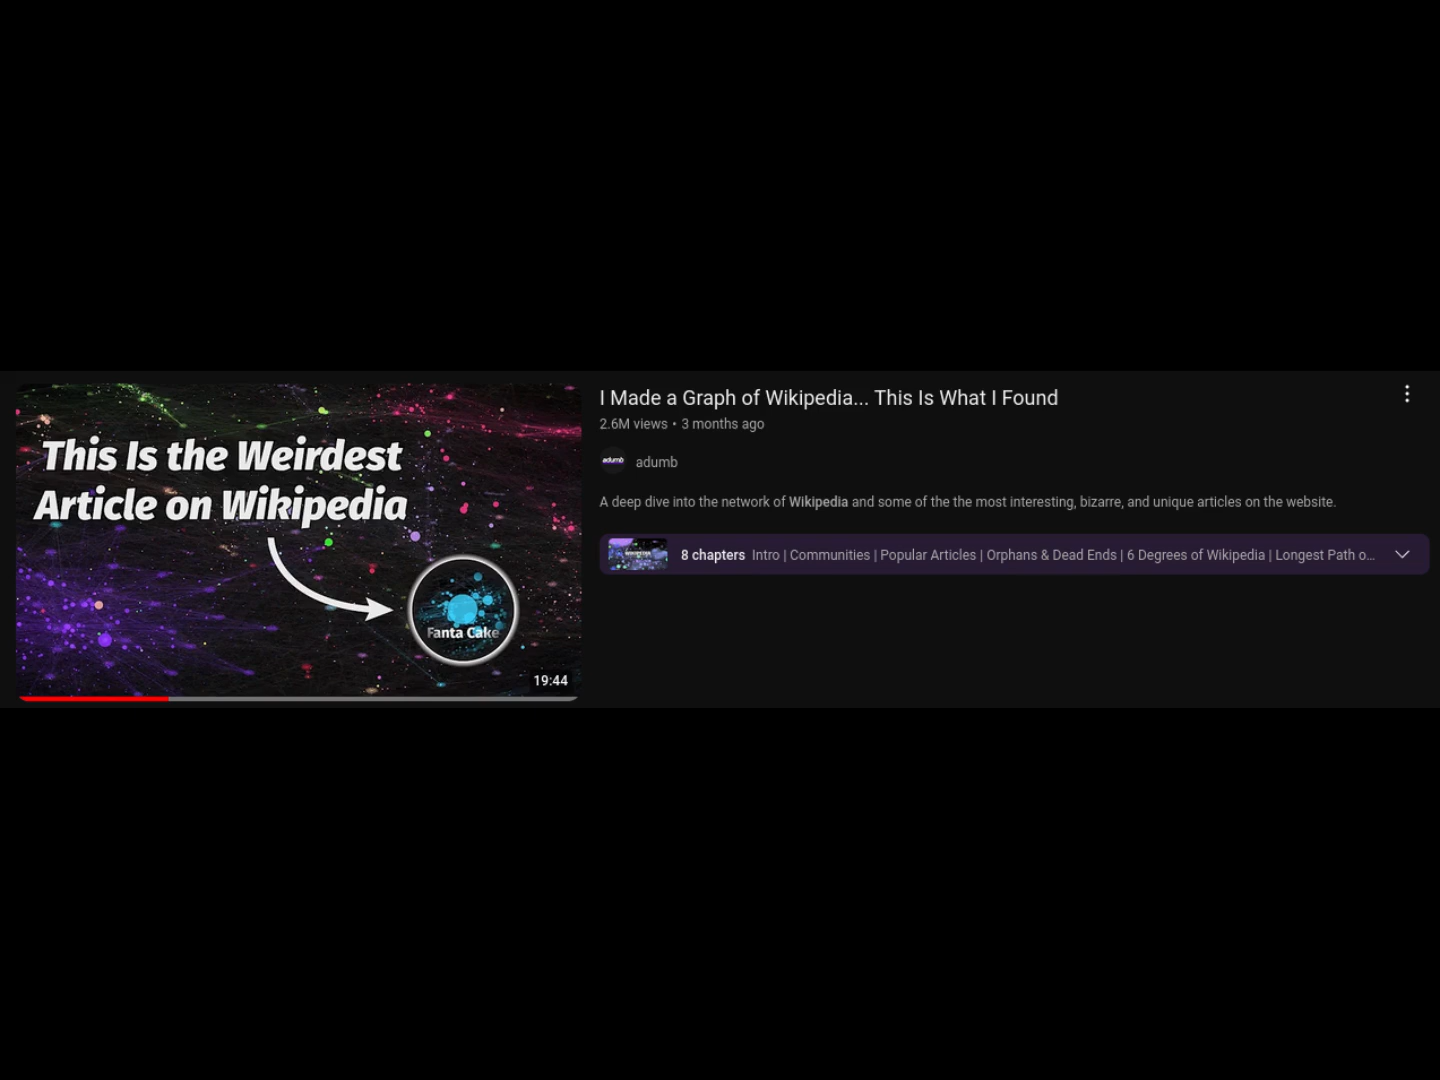 This Is the Weirdest
Article on Wikipedia
Fanta Cake
19:44
I Made a Graph of Wikipedia... This Is What I Found
2.6M views • 3 months ago
adumb
adumb
A deep dive into the network of Wikipedia and some of the the most interesting, bizarre, and unique articles on the website.
WIKIPEDIA
8 chapters Intro | Communities | Popular Articles | Orphans & Dead Ends | 6 Degrees of Wikipedia | Longest Path o...